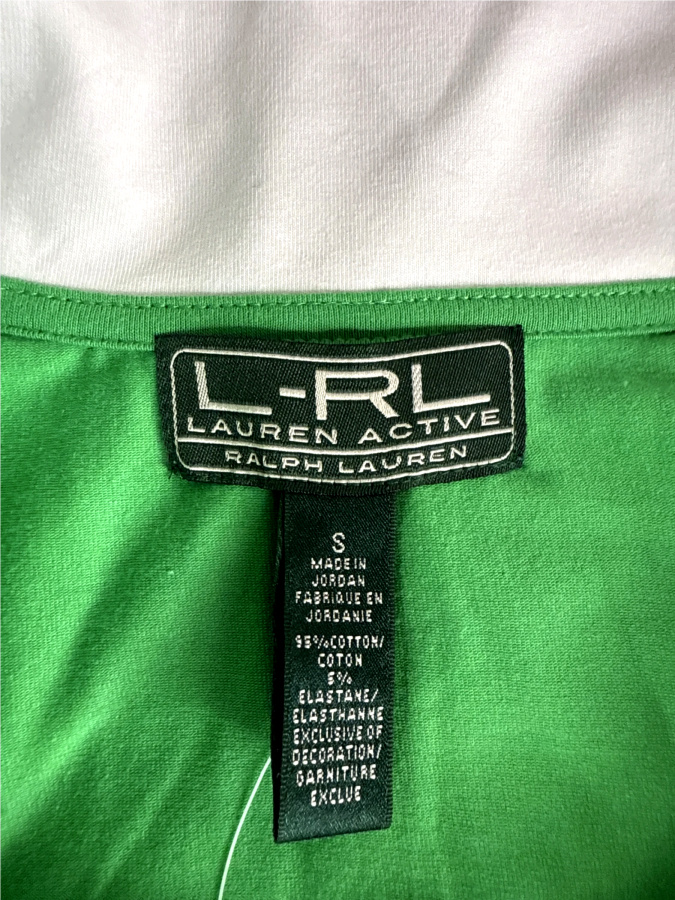 L-RL
LAUREN ACTIVE
RALPH LAUREN
S
MADE IN
JORDAN
FABRIQUE EN
JORDANIE
95%COTTON/
COTON
5%
ELASTANE/
ELASTHANNE
EXCLUSIVE OF
DECORATION/
GARNITURE
EXCLUE